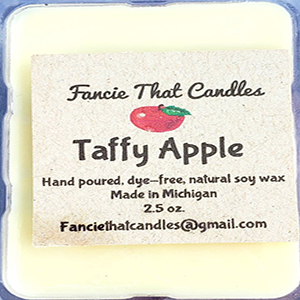 Fancie That Candles
Taffy Apple
Hand poured, dye-free, natural soy wax
Made in Michigan
2.5 oz.
Fanciethatcandles@gmail.com